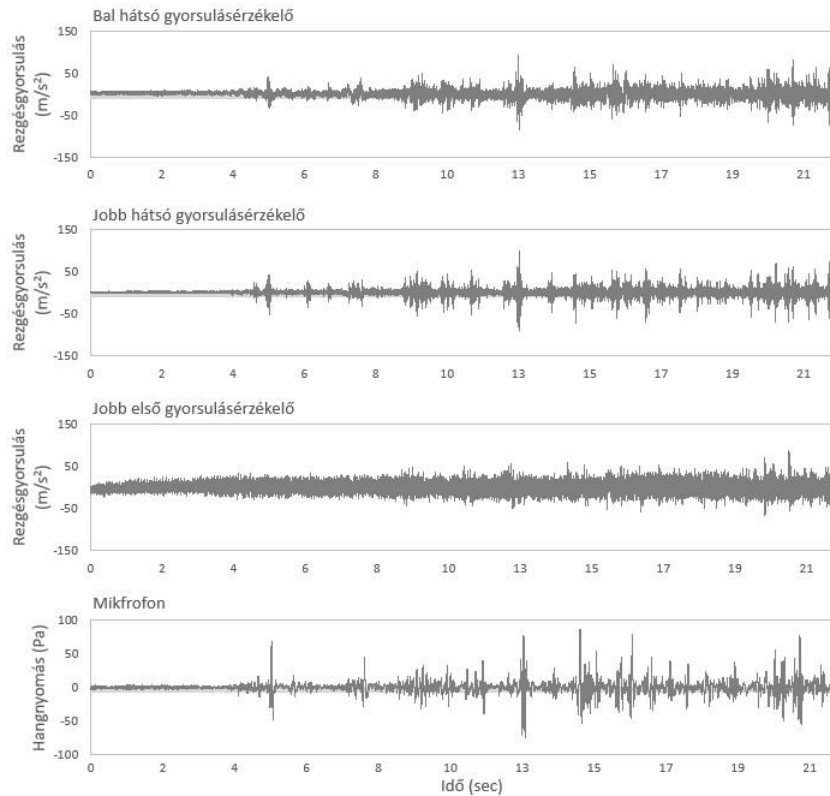 Bal hátsó gyorsulásérzékelő
Rezgésgyorsulás
(m/s²)
150
50
-50
-150
0 2 4 6 8 10 11 13 15 17 19 21
Jobb hátsó gyorsulásérzékelő
Rezgésgyorsulás
(m/s²)
150
50
-50
-150
0 2 4 6 8 10 11 13 15 17 19 21
Jobb első gyorsulásérzékelő
Rezgésgyorsulás
(m/s²)
150
50
-50
-150
0 2 4 6 8 10 11 13 15 17 19 21
Mikfrofon
Hangnyomás (Pa)
100
50
0
-50
-100
0 2 4 6 8 10 11 13 15 17 19 21
Idő (sec)